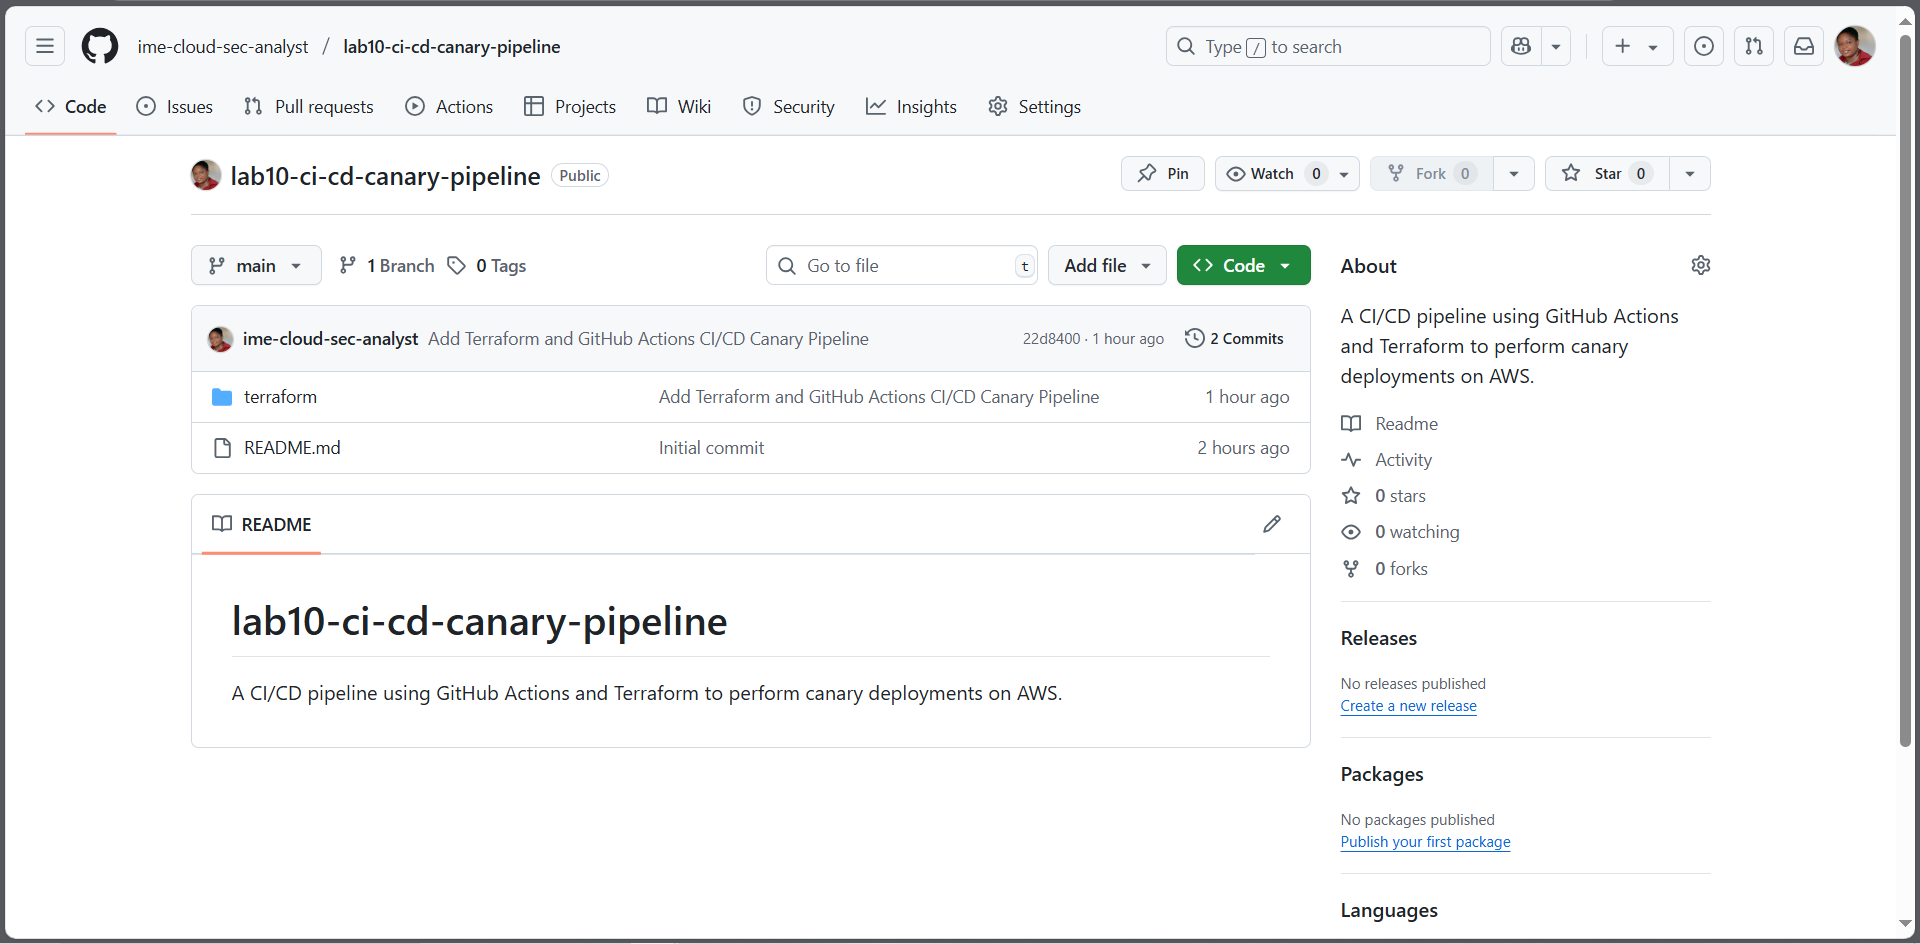 ime-cloud-sec-analyst / lab10-ci-cd-canary-pipeline
Type / to search
Code Issues Pull requests Actions Projects Wiki Security Insights Settings
lab10-ci-cd-canary-pipeline Public
Pin Watch 0 Fork 0 Star 0
main 1 Branch 0 Tags Go to file t Add file Code
ime-cloud-sec-analyst Add Terraform and GitHub Actions CI/CD Canary Pipeline 22d8400 · 1 hour ago 2 Commits
terraform Add Terraform and GitHub Actions CI/CD Canary Pipeline 1 hour ago
README.md Initial commit 2 hours ago
README
lab10-ci-cd-canary-pipeline
A CI/CD pipeline using GitHub Actions and Terraform to perform canary deployments on AWS.
About
A CI/CD pipeline using GitHub Actions
and Terraform to perform canary
deployments on AWS.
Readme
Activity
0 stars
0 watching
0 forks
Releases
No releases published
Create a new release
Packages
No packages published
Publish your first package
Languages